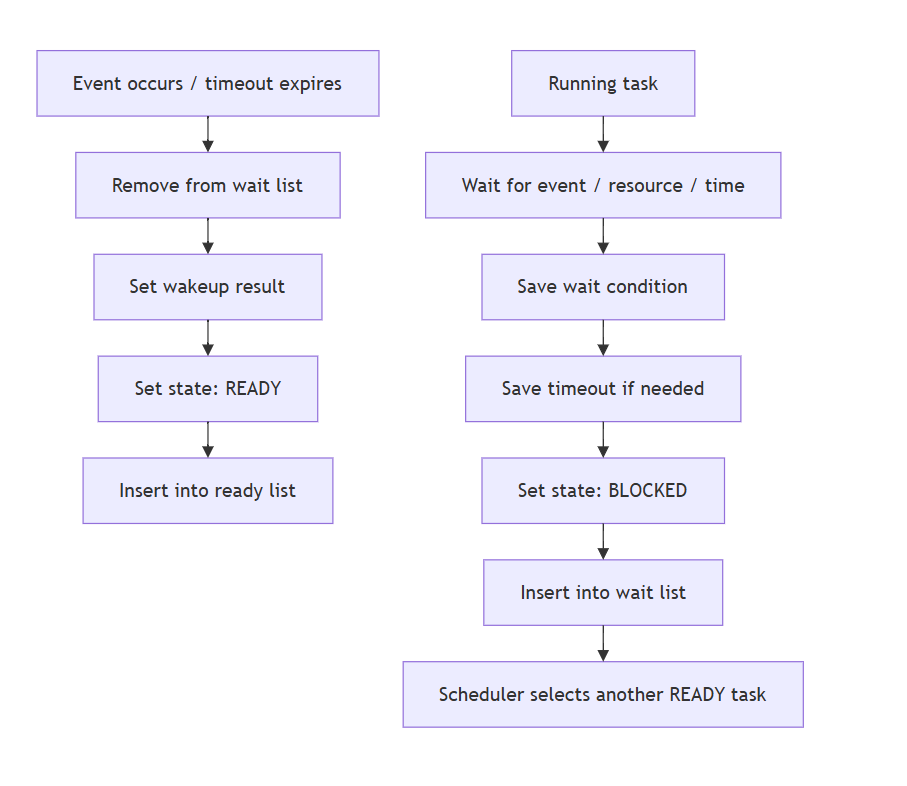 Event occurs / timeout expires
Remove from wait list
Set wakeup result
Set state: READY
Insert into ready list
Running task
Wait for event / resource / time
Save wait condition
Save timeout if needed
Set state: BLOCKED
Insert into wait list
Scheduler selects another READY task